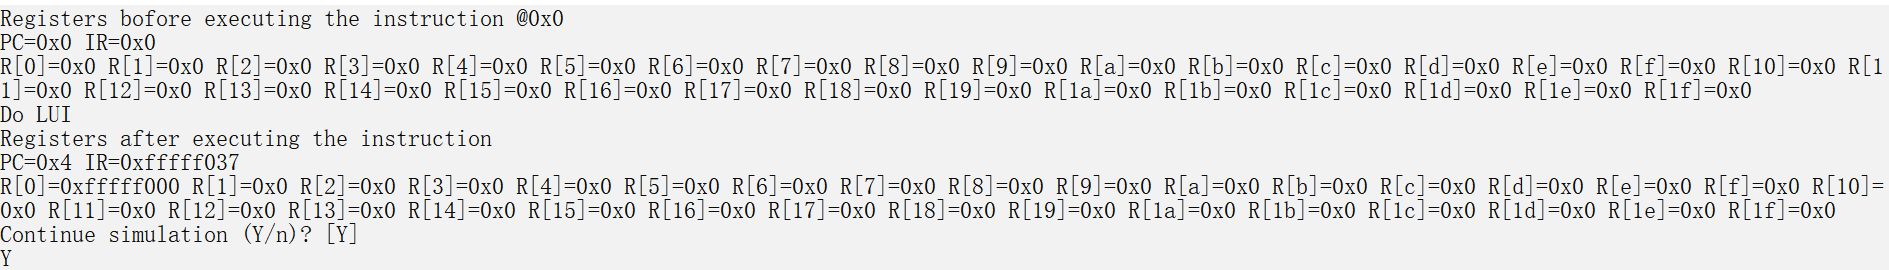 Registers bofore executing the instruction @0x0
PC=0x0 IR=0x0
R[0]=0x0 R[1]=0x0 R[2]=0x0 R[3]=0x0 R[4]=0x0 R[5]=0x0 R[6]=0x0 R[7]=0x0 R[8]=0x0 R[9]=0x0 R[a]=0x0 R[b]=0x0 R[c]=0x0 R[d]=0x0 R[e]=0x0 R[f]=0x0 R[10]=0x0 R[1
1]=0x0 R[12]=0x0 R[13]=0x0 R[14]=0x0 R[15]=0x0 R[16]=0x0 R[17]=0x0 R[18]=0x0 R[19]=0x0 R[1a]=0x0 R[1b]=0x0 R[1c]=0x0 R[1d]=0x0 R[1e]=0x0 R[1f]=0x0
Do LUI
Registers after executing the instruction
PC=0x4 IR=0xfffff037
R[0]=0xfffff000 R[1]=0x0 R[2]=0x0 R[3]=0x0 R[4]=0x0 R[5]=0x0 R[6]=0x0 R[7]=0x0 R[8]=0x0 R[9]=0x0 R[a]=0x0 R[b]=0x0 R[c]=0x0 R[d]=0x0 R[e]=0x0 R[f]=0x0 R[10]=
0x0 R[11]=0x0 R[12]=0x0 R[13]=0x0 R[14]=0x0 R[15]=0x0 R[16]=0x0 R[17]=0x0 R[18]=0x0 R[19]=0x0 R[1a]=0x0 R[1b]=0x0 R[1c]=0x0 R[1d]=0x0 R[1e]=0x0 R[1f]=0x0
Continue simulation (Y/n)? [Y]
Y